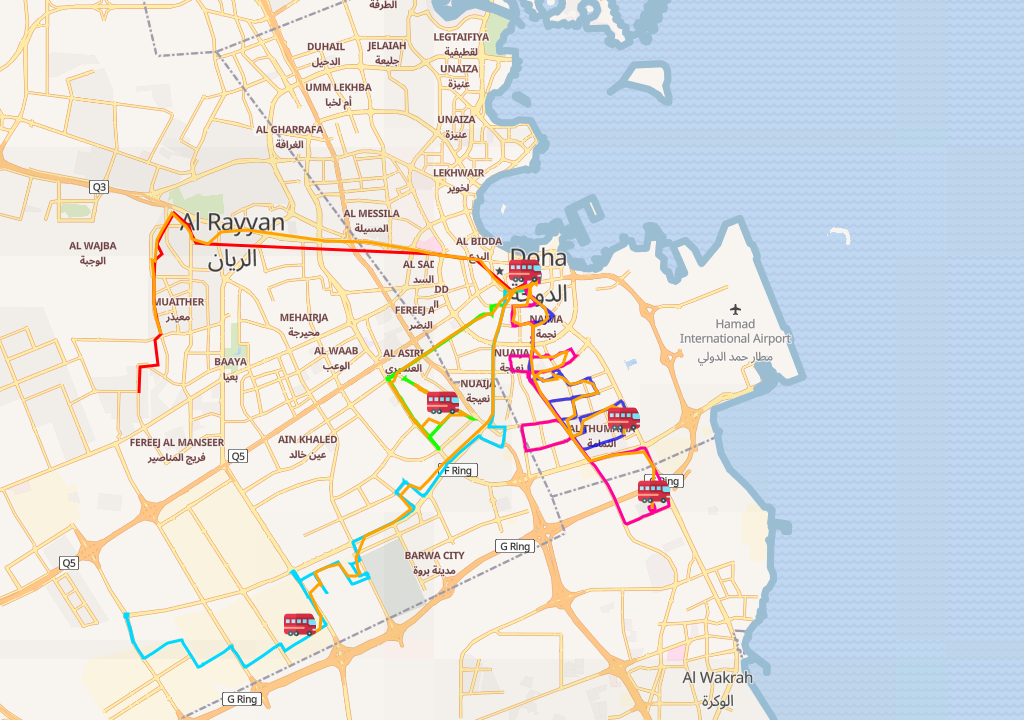 الطرفة
DUHAIL
الدحيل
JELAIAH
جليعة
LEGTAIFIYA
لقطيفية
UNAIZA
عنيزة
UMM LEKHBA
أم لخبا
UNAIZA
عنيزة
AL GHARRAFA
الغرافة
LEKHWAIR
لخوير
Q3
AL MESSILA
المسيلة
Al Rayyan
الريان
AL WAJBA
الوجبة
AL BIDDA
البدع
Doha
الدوحة
AL SAI
السد
DD
ال
MUAITHER
معيذر
MEHAIRJA
محيرجة
FEREEJ A
النصر
NAJMA
نجمة
Hamad
International Airport
مطار حمد الدولي
AL WAAB
الوعب
AL ASIRI
العسيري
NUAIJA
نعيجة
BAAYA
بعيا
NUAIJA
نعيجة
AL THUMAMA
الثمامة
FEREEJ AL MANSEER
فريج المناصير
AIN KHALED
عين خالد
Q5
F Ring
Ring
G Ring
BARWA CITY
مدينة بروة
Q5
Al Wakrah
الوكرة
G Ring